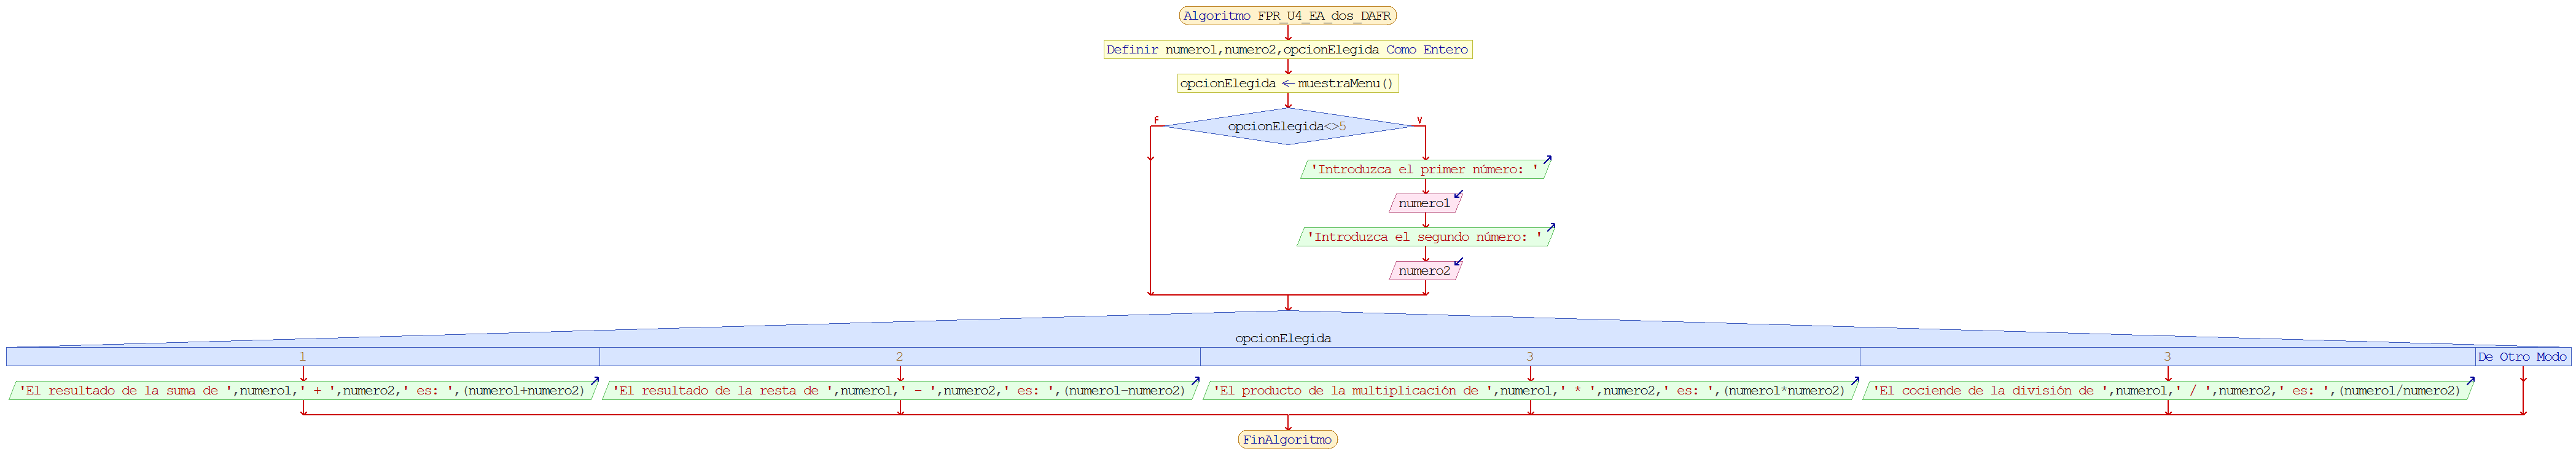 Algoritmo FPR_U4_EA_dos_DAFR
Definir numero1,numero2,opcionElegida Como Entero
opcionElegida ← muestraMenu()
opcionElegida<>5
F
V
'Introduzca el primer número: '
numero1
'Introduzca el segundo número: '
numero2
opcionElegida
1
2
3
3
De Otro Modo
'El resultado de la suma de ',numero1,' + ',numero2,' es: ',(numero1+numero2)
'El resultado de la resta de ',numero1,' - ',numero2,' es: ',(numero1-numero2)
'El producto de la multiplicación de ',numero1,' * ',numero2,' es: ',(numero1*numero2)
'El cociende de la división de ',numero1,' / ',numero2,' es: ',(numero1/numero2)
FinAlgoritmo